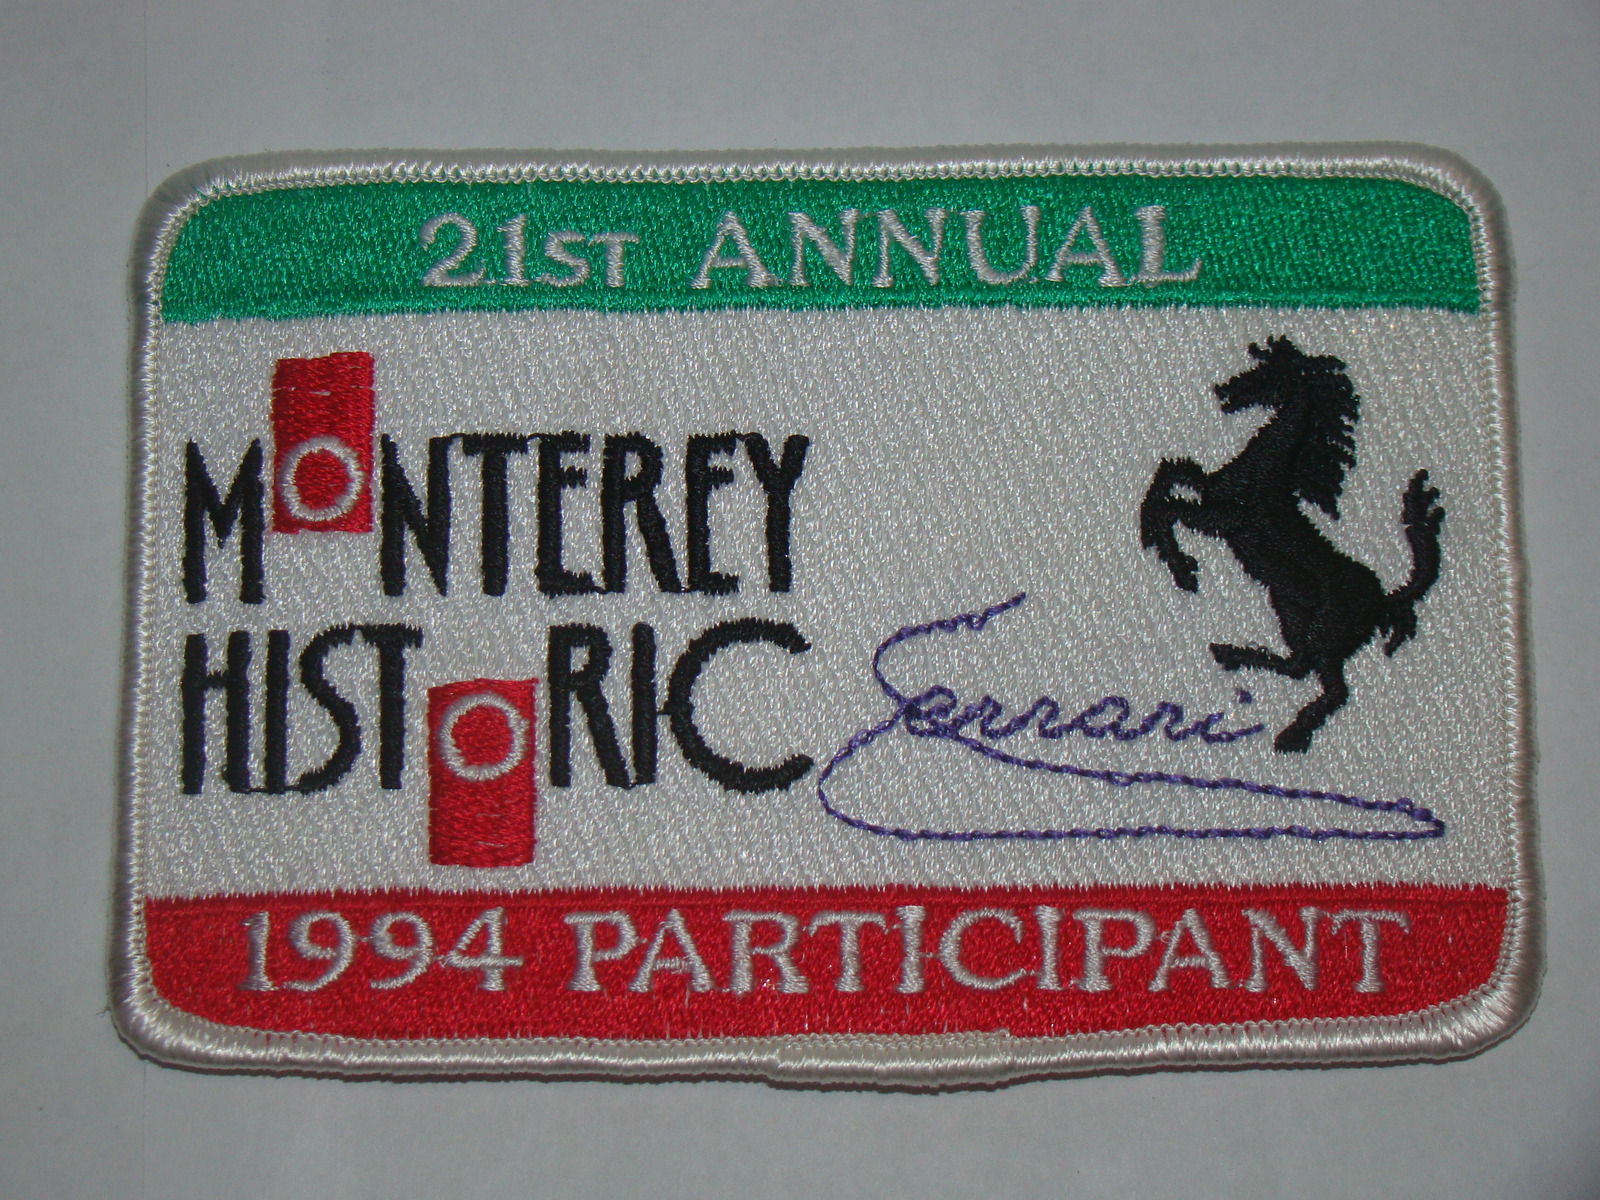 21ST ANNUAL
MONTEREY
HISTORIC
Ferrari
1994 PARTICIPANT